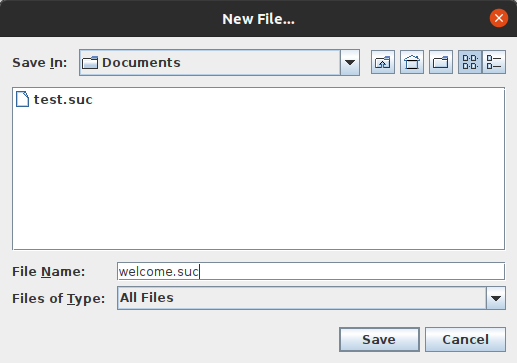 New File...
Save In: Documents
test.suc
File Name: welcome.suc
Files of Type: All Files
Save Cancel